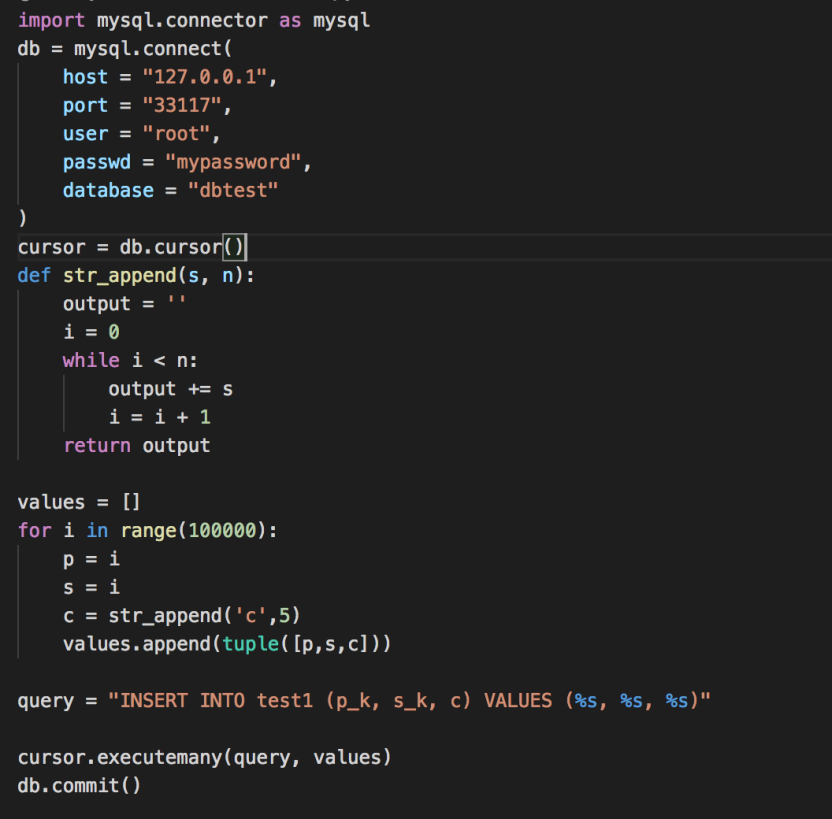 import mysql.connector as mysql
db = mysql.connect(
    host = "127.0.0.1",
    port = "33117",
    user = "root",
    passwd = "mypassword",
    database = "dbtest"
)
cursor = db.cursor()
def str_append(s, n):
    output = ''
    i = 0
    while i < n:
        output += s
        i = i + 1
    return output

values = []
for i in range(100000):
    p = i
    s = i
    c = str_append('c',5)
    values.append(tuple([p,s,c]))

query = "INSERT INTO test1 (p_k, s_k, c) VALUES (%s, %s, %s)"

cursor.executemany(query, values)
db.commit()